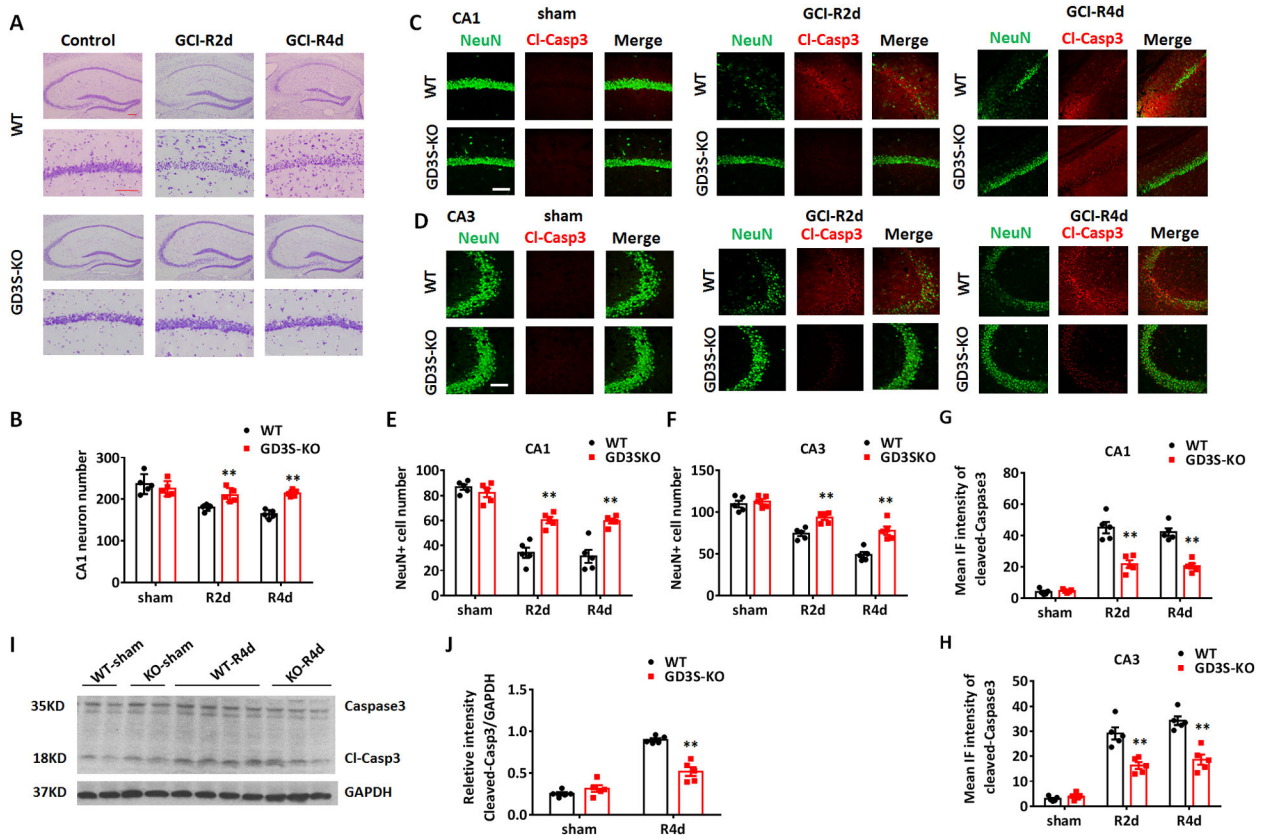 A
Control GCI-R2d GCI-R4d
WT
GD3S-KO
C
CA1 sham GCI-R2d GCI-R4d
NeuN Cl-Casp3 Merge NeuN Cl-Casp3 Merge NeuN Cl-Casp3 Merge
WT WT WT
GD3S-KO GD3S-KO GD3S-KO
D
CA3 sham GCI-R2d GCI-R4d
NeuN Cl-Casp3 Merge NeuN Cl-Casp3 Merge NeuN Cl-Casp3 Merge
WT WT WT
GD3S-KO GD3S-KO GD3S-KO
B
WT
GD3S-KO
CA1 neuron number
300
200
100
0
** **
sham R2d R4d
E
CA1
WT
GD3SKO
NeuN+ cell number
100
80
60
40
20
0
** **
sham R2d R4d
F
CA3
WT
GD3SKO
NeuN+ cell number
150
100
50
0
** **
sham R2d R4d
G
CA1
WT
GD3S-KO
Mean IF intensity of
cleaved-Caspase3
80
60
40
20
0
** **
sham R2d R4d
I
WT-sham KO-sham WT-R4d KO-R4d
35KD Caspase3
18KD Cl-Casp3
37KD GAPDH
J
WT
GD3S-KO
Reletive intensity
Cleaved-Casp3/GAPDH
1.5
1.0
0.5
0.0
**
sham R4d
H
CA3
WT
GD3S-KO
Mean IF intensity of
cleaved-Caspase3
50
40
30
20
10
0
** **
sham R2d R4d